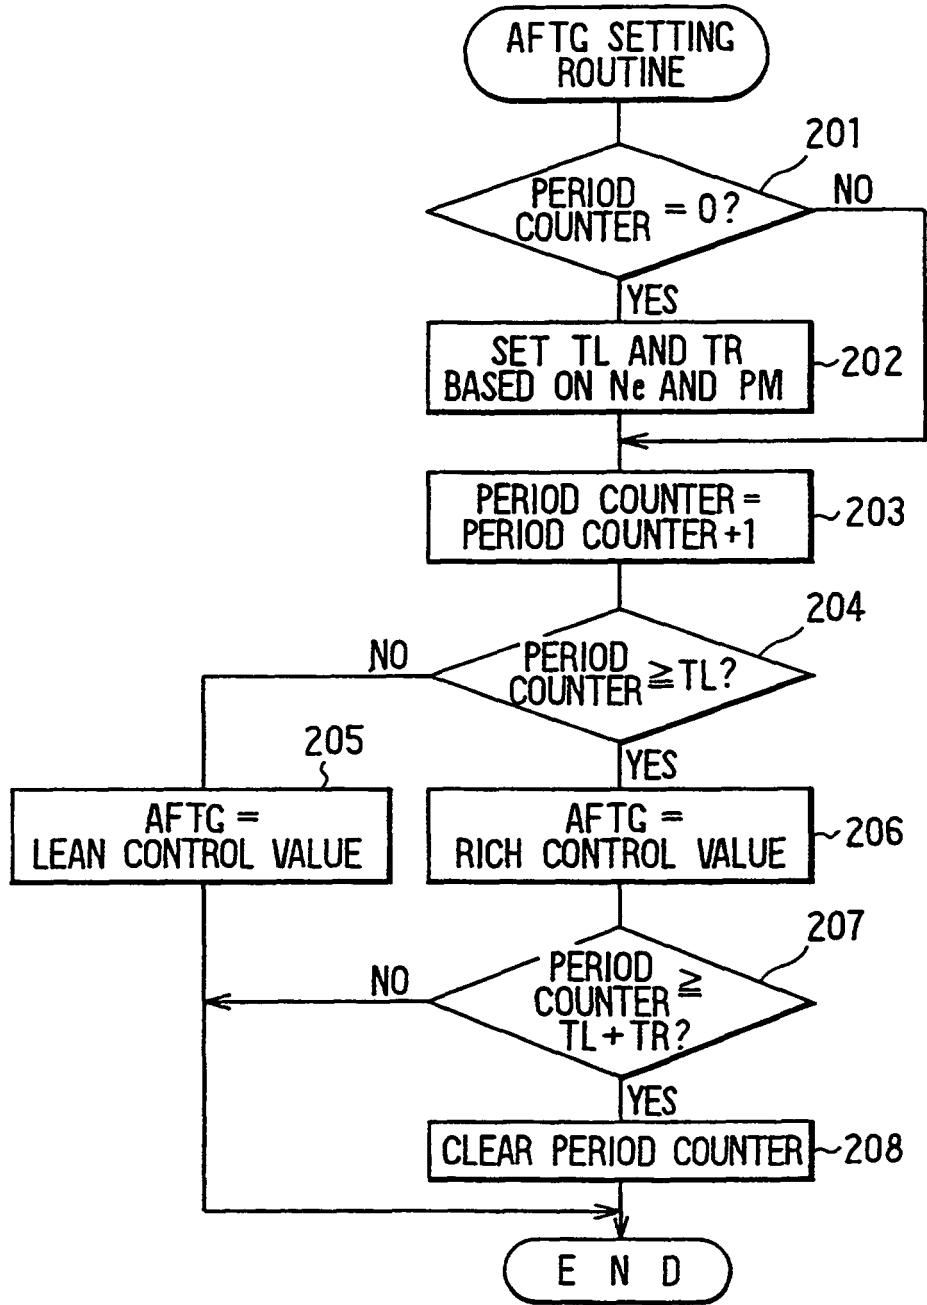 AFTG SETTING
ROUTINE
201
PERIOD
COUNTER = 0?
NO
YES
SET TL AND TR
BASED ON Ne AND PM
202
PERIOD COUNTER =
PERIOD COUNTER +1
203
204
NO
PERIOD
COUNTER ≧ TL?
YES
205
AFTG =
LEAN CONTROL VALUE
AFTG =
RICH CONTROL VALUE
206
207
NO
PERIOD
COUNTER ≧
TL + TR?
YES
CLEAR PERIOD COUNTER
208
E N D